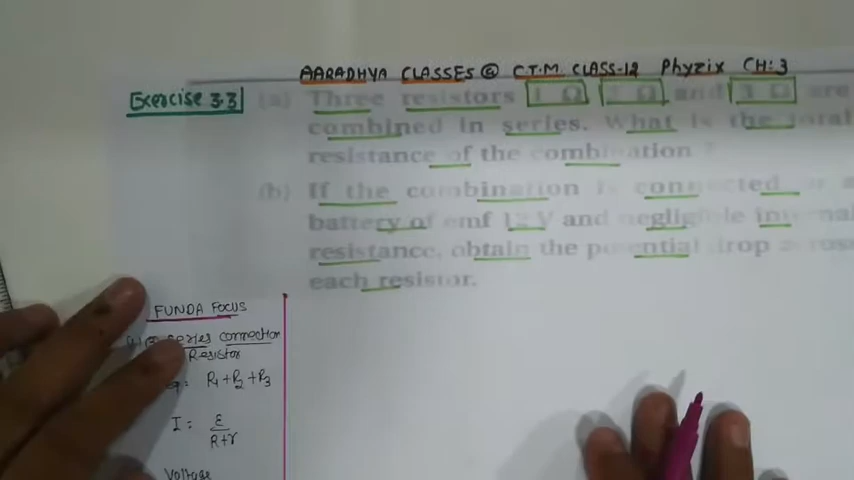 AARADHYA CLASSES @ C.T.M. CLASS-12 Phyzix CH: 3
Exercise 3.3
(a) Three resistors 1 Ω, 2 Ω and 3 Ω are
combined in series. What is the total
resistance of the combination ?
(b) If the combination is connected to a
battery of emf 12 V and negligible internal
resistance, obtain the potential drop across
each resistor.
FUNDA FOCUS
Series connection
Resistor
R1+R2+R3
I = ε
R+r
Voltage